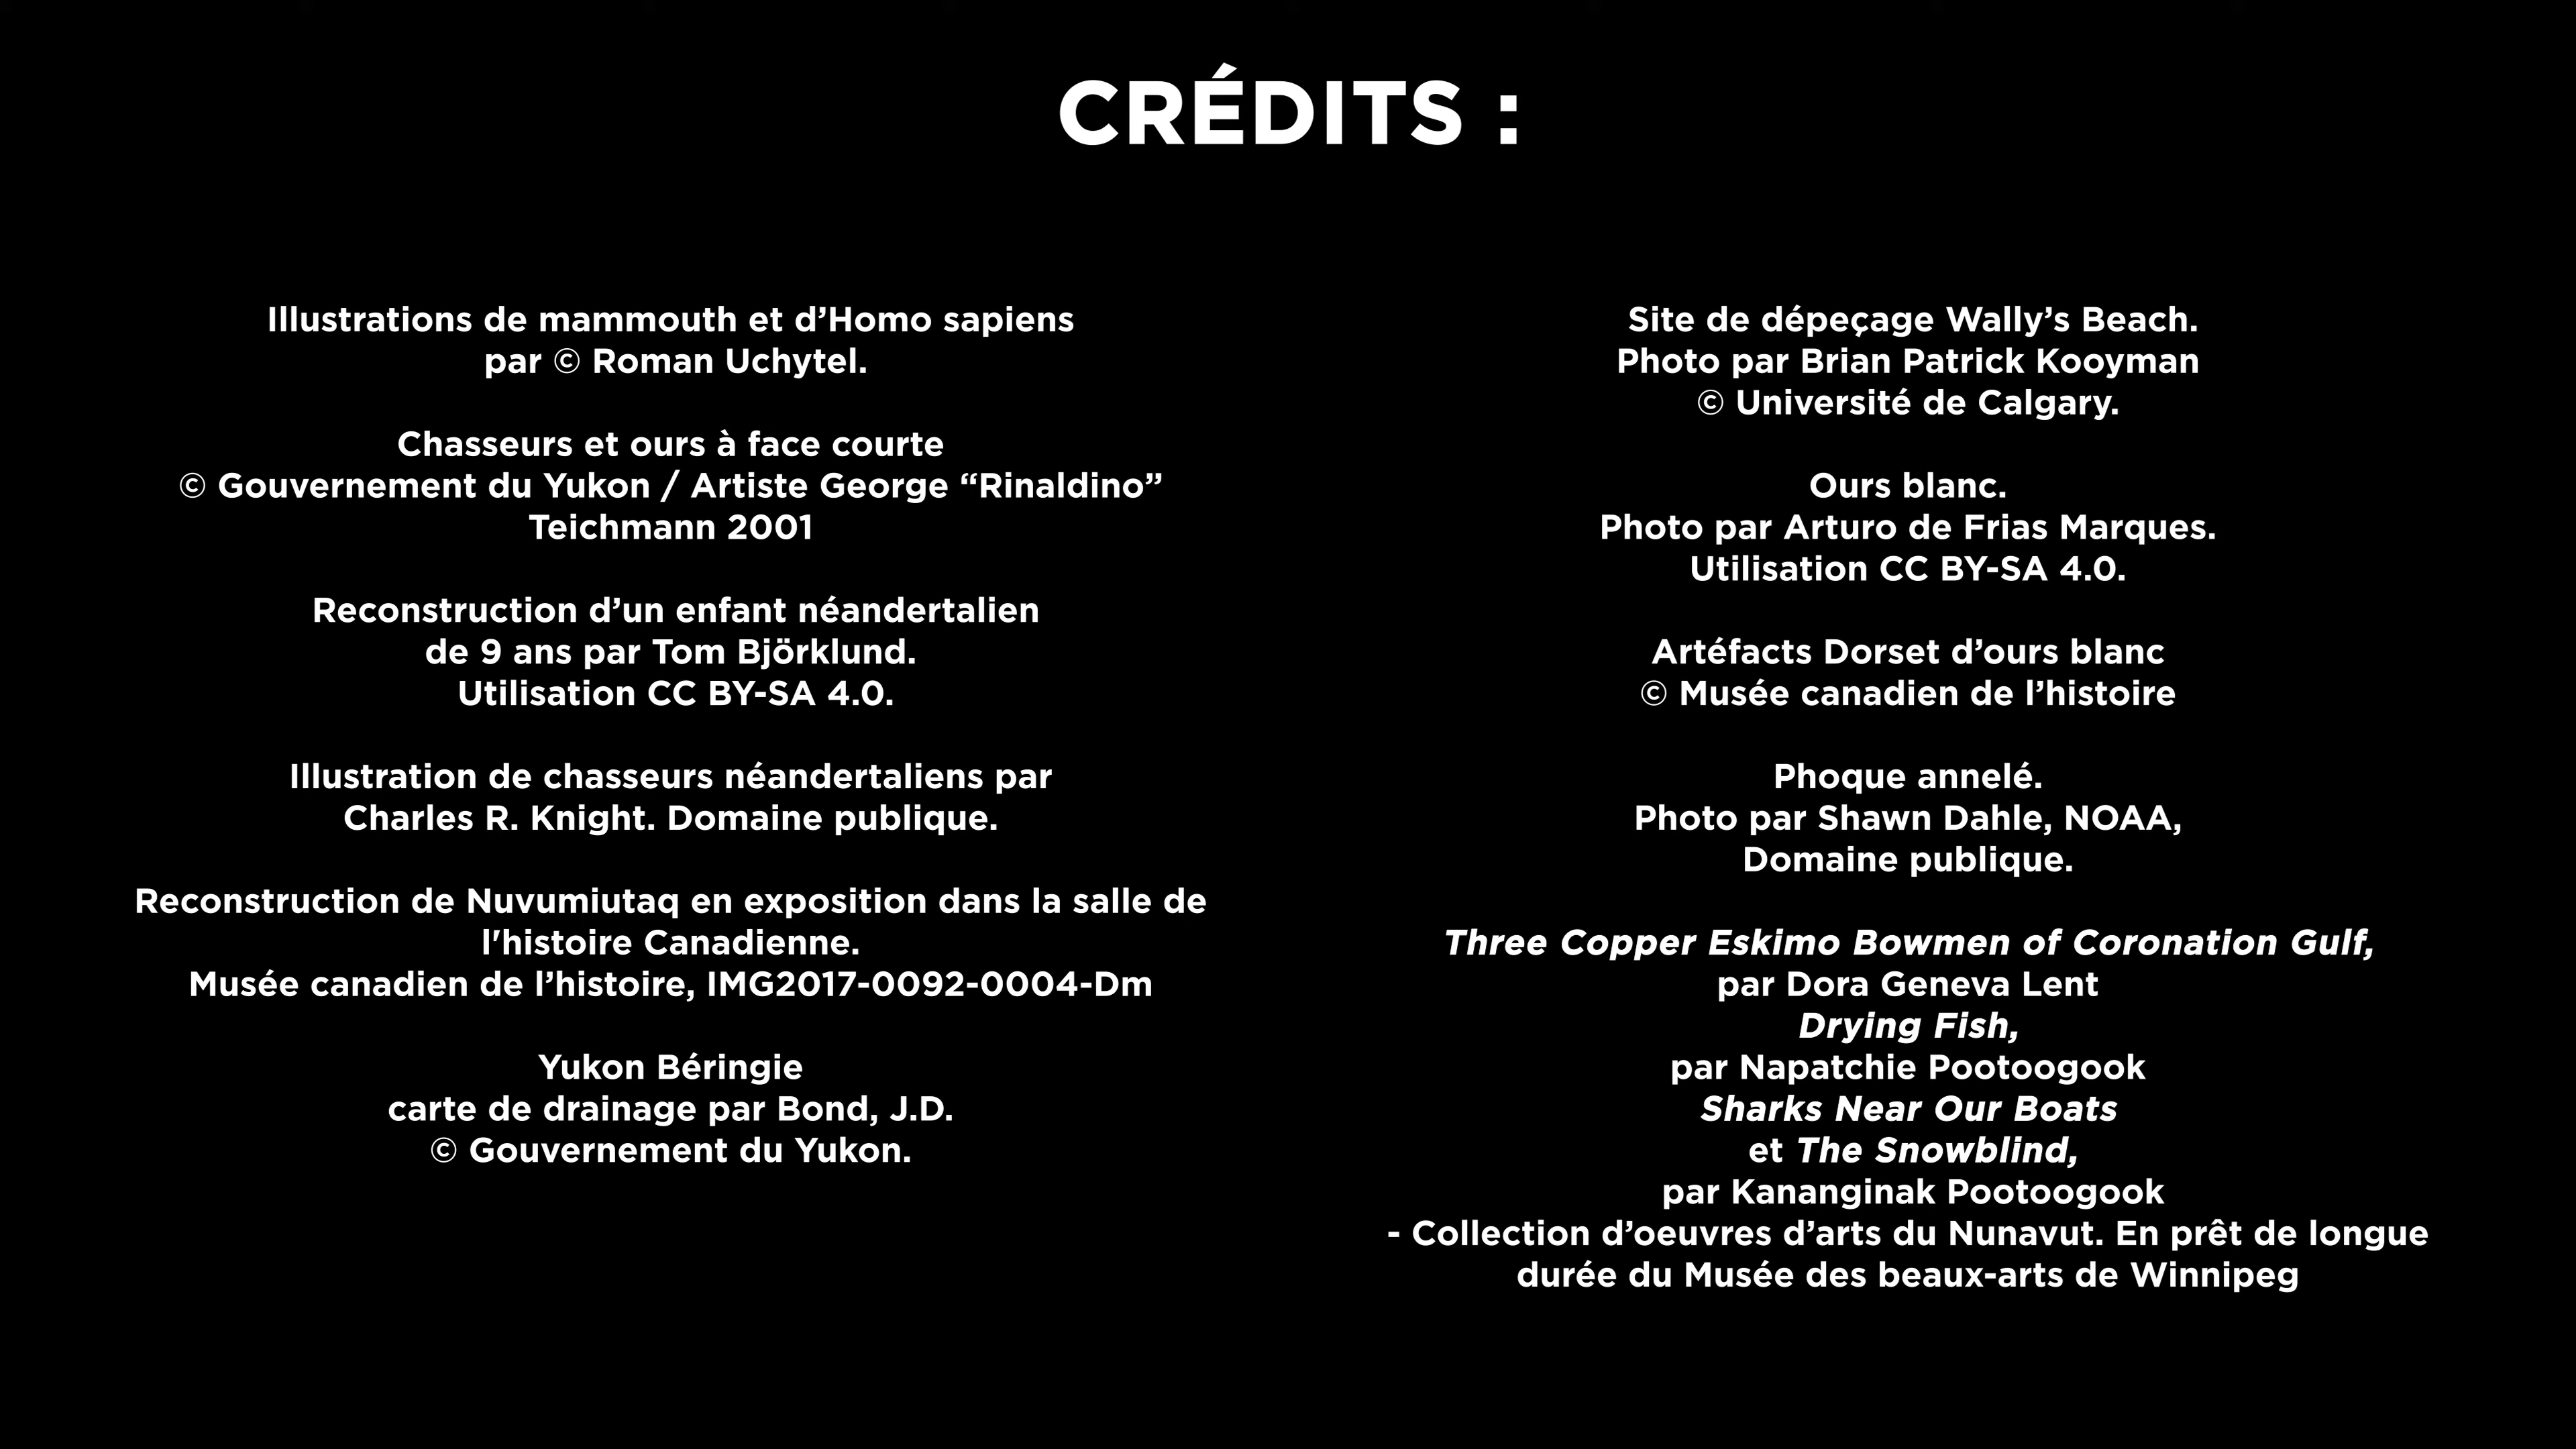 CRÉDITS :
Illustrations de mammouth et d’Homo sapiens
par © Roman Uchytel.
Chasseurs et ours à face courte
© Gouvernement du Yukon / Artiste George “Rinaldino”
Teichmann 2001
Reconstruction d’un enfant néandertalien
de 9 ans par Tom Björklund.
Utilisation CC BY-SA 4.0.
Illustration de chasseurs néandertaliens par
Charles R. Knight. Domaine publique.
Reconstruction de Nuvumiutaq en exposition dans la salle de
l'histoire Canadienne.
Musée canadien de l’histoire, IMG2017-0092-0004-Dm
Yukon Béringie
carte de drainage par Bond, J.D.
© Gouvernement du Yukon.
Site de dépeçage Wally’s Beach.
Photo par Brian Patrick Kooyman
© Université de Calgary.
Ours blanc.
Photo par Arturo de Frias Marques.
Utilisation CC BY-SA 4.0.
Artéfacts Dorset d’ours blanc
© Musée canadien de l’histoire
Phoque annelé.
Photo par Shawn Dahle, NOAA,
Domaine publique.
Three Copper Eskimo Bowmen of Coronation Gulf,
par Dora Geneva Lent
Drying Fish,
par Napatchie Pootoogook
Sharks Near Our Boats
et The Snowblind,
par Kananginak Pootoogook
- Collection d’oeuvres d’arts du Nunavut. En prêt de longue
durée du Musée des beaux-arts de Winnipeg